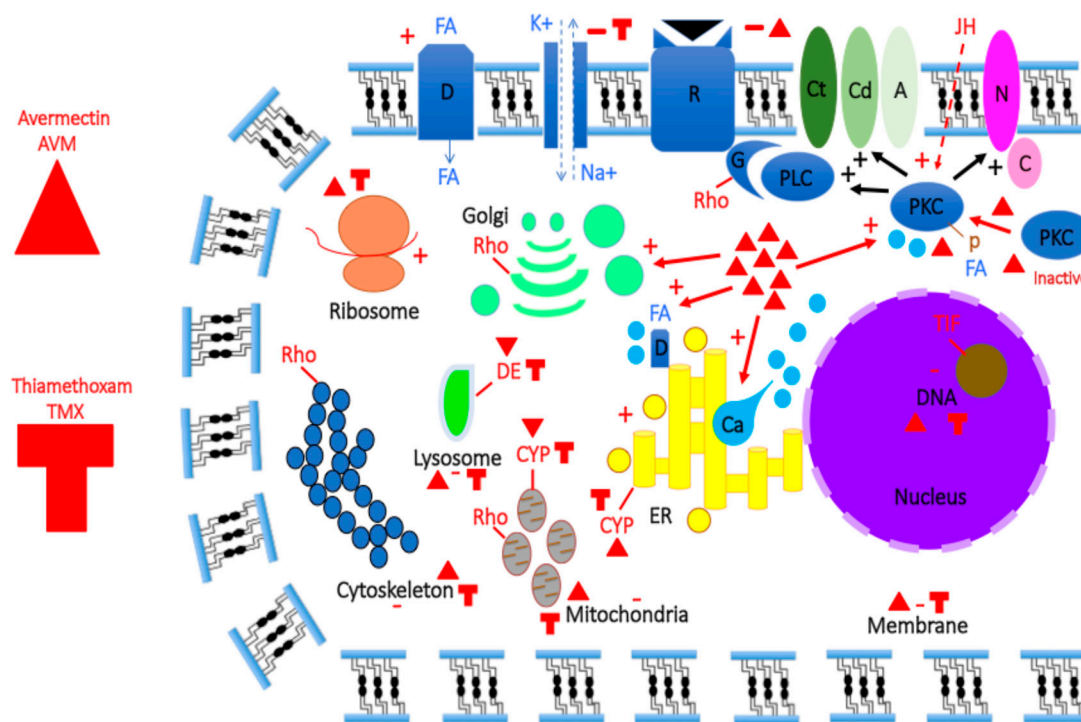 FA
K+
JH
+
–
–
D
R
Ct
Cd
A
N
Avermectin
AVM
FA
Na+
G
PLC
+
+
+
+
C
Rho
PKC
p
PKC
FA
Inactive
Golgi
Rho
+
+
+
Ribosome
FA
D
+
TIF
-
DNA
Rho
DE
Thiamethoxam
TMX
+
Ca
Lysosome
-
CYP
Nucleus
Rho
CYP
ER
Cytoskeleton
-
Mitochondria
-
-
Membrane